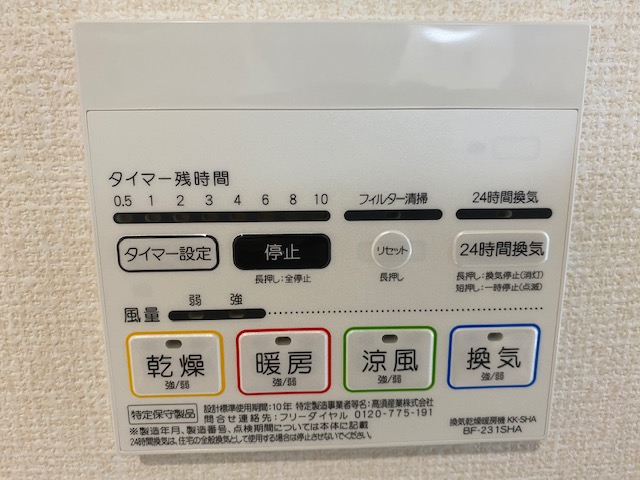 タイマー残時間
0.5 1 2 3 4 6 8 10 フィルター清掃 24時間換気
タイマー設定 停止 リセット 24時間換気
長押し:全停止 長押し 長押し:換気停止(消灯)
短押し:一時停止(点滅)
風量 弱 強
乾燥 暖房 涼風 換気
強/弱 強/弱 強/弱 強/弱
特定保守製品 設計標準使用期間:10年 特定製造事業者等名:高須産業株式会社
問合せ連絡先:フリーダイヤル 0120-775-191
※製造年月、製造番号、点検期間については本体に記載
24時間換気は、住宅の全般換気として使用する場合は停止させないでください。
換気乾燥暖房機 KK-SHA
BF-231SHA